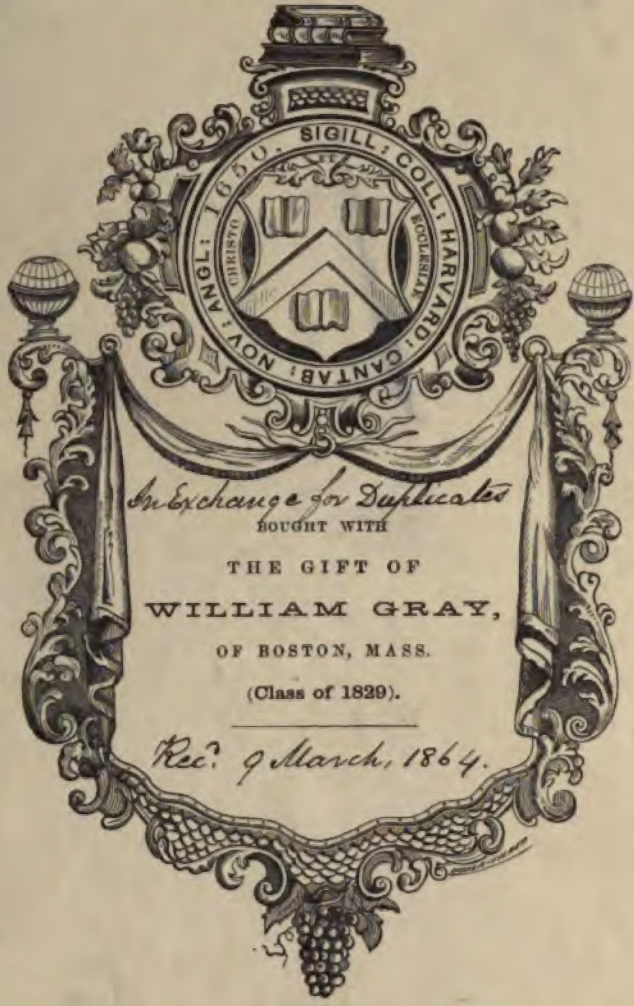 SIGILL: COLL: HARVARD: CANTAB: NOV: ANGL: 1650.
CHRISTO
ECCLESIAE
In Exchange for Duplicates
BOUGHT WITH
THE GIFT OF
WILLIAM GRAY,
OF BOSTON, MASS.
(Class of 1829).
Rec? 9 March, 1864.